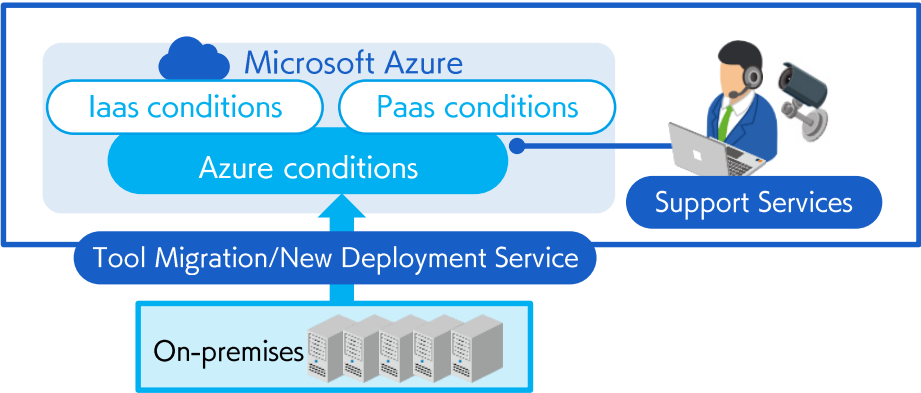 Microsoft Azure
Iaas conditions
Paas conditions
Azure conditions
Support Services
Tool Migration/New Deployment Service
On-premises